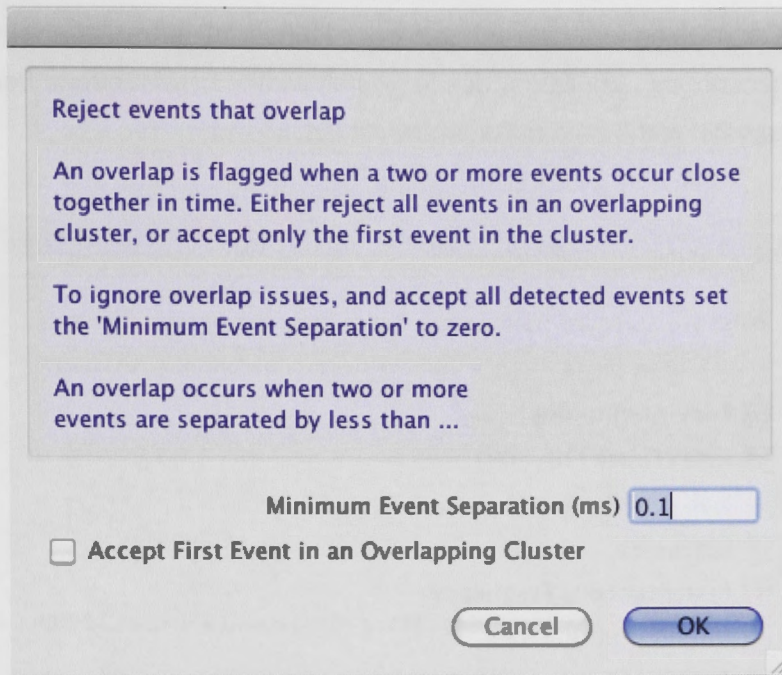 Reject events that overlap
An overlap is flagged when a two or more events occur close
together in time. Either reject all events in an overlapping
cluster, or accept only the first event in the cluster.
To ignore overlap issues, and accept all detected events set
the 'Minimum Event Separation' to zero.
An overlap occurs when two or more
events are separated by less than ...
Minimum Event Separation (ms) 0.1
Accept First Event in an Overlapping Cluster
Cancel OK